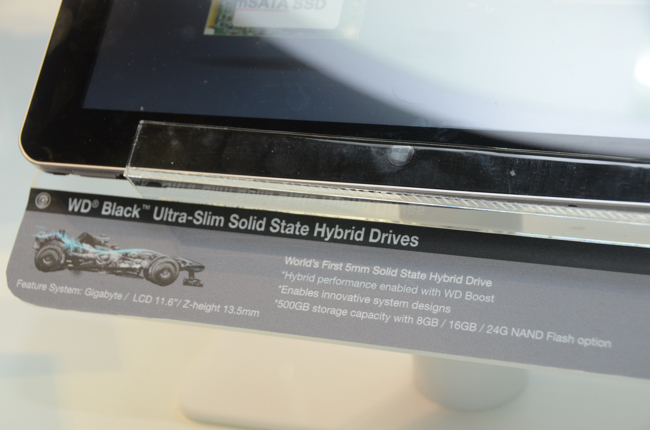 mSATA SSD
WD® Black™ Ultra-Slim Solid State Hybrid Drives
World's First 5mm Solid State Hybrid Drive
*Hybrid performance enabled with WD Boost
*Enables innovative system designs
*500GB storage capacity with 8GB / 16GB / 24G NAND Flash option
Feature System: Gigabyte / LCD 11.6"/ Z-height 13.5mm